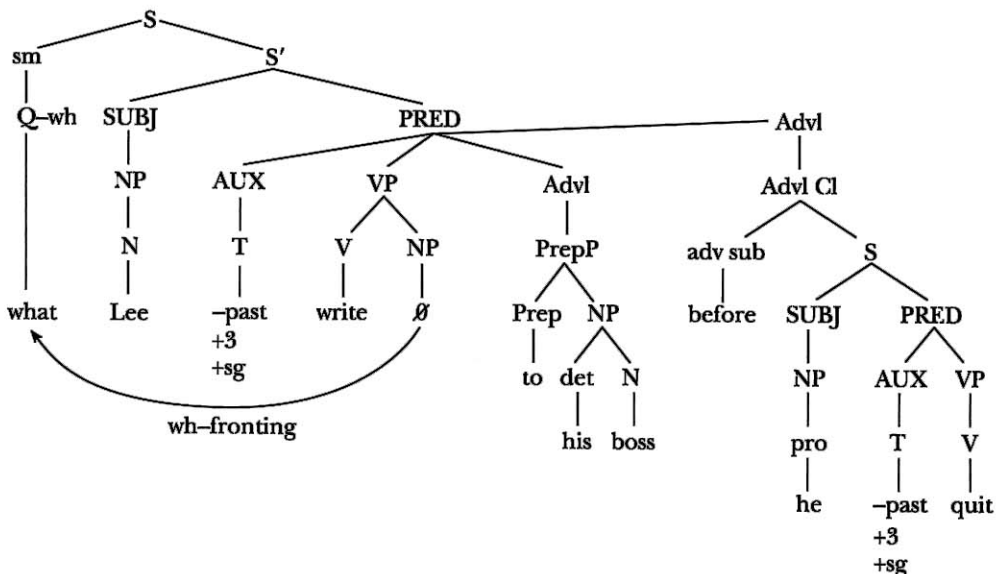 S
sm S′
Q–wh SUBJ PRED Advl
NP AUX VP Advl Advl Cl
N T V NP PrepP adv sub S
what Lee –past write Ø Prep NP before SUBJ PRED
+3
+sg to det N NP AUX VP
wh–fronting
his boss pro T V
he –past quit
+3
+sg